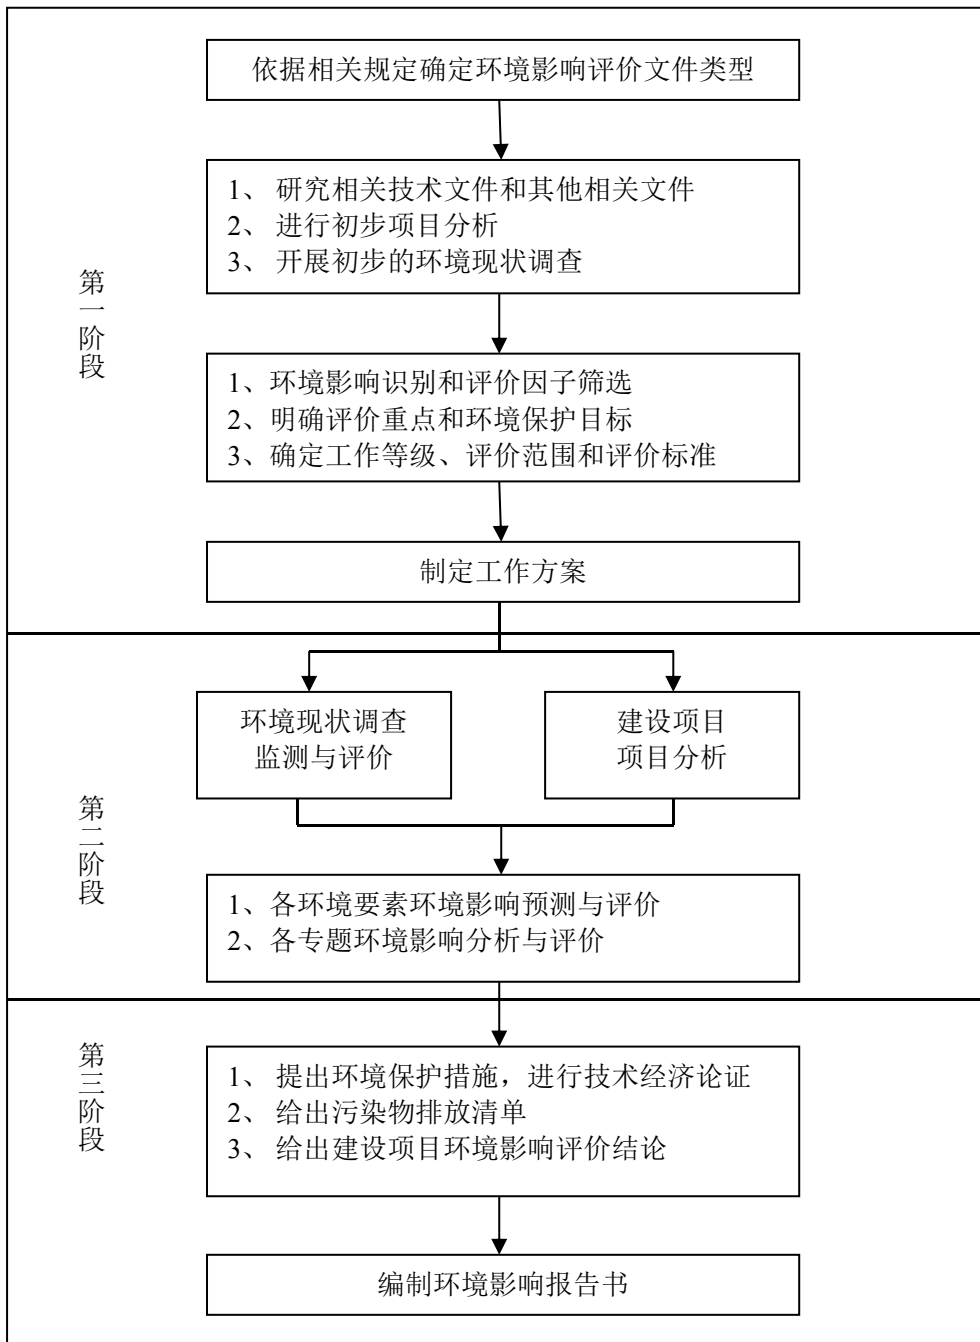 依据相关规定确定环境影响评价文件类型
1、 研究相关技术文件和其他相关文件
2、 进行初步项目分析
3、 开展初步的环境现状调查
第一阶段
1、环境影响识别和评价因子筛选
2、明确评价重点和环境保护目标
3、确定工作等级、评价范围和评价标准
制定工作方案
环境现状调查
监测与评价
建设项目
项目分析
第二阶段
1、各环境要素环境影响预测与评价
2、各专题环境影响分析与评价
第三阶段
1、 提出环境保护措施，进行技术经济论证
2、 给出污染物排放清单
3、 给出建设项目环境影响评价结论
编制环境影响报告书